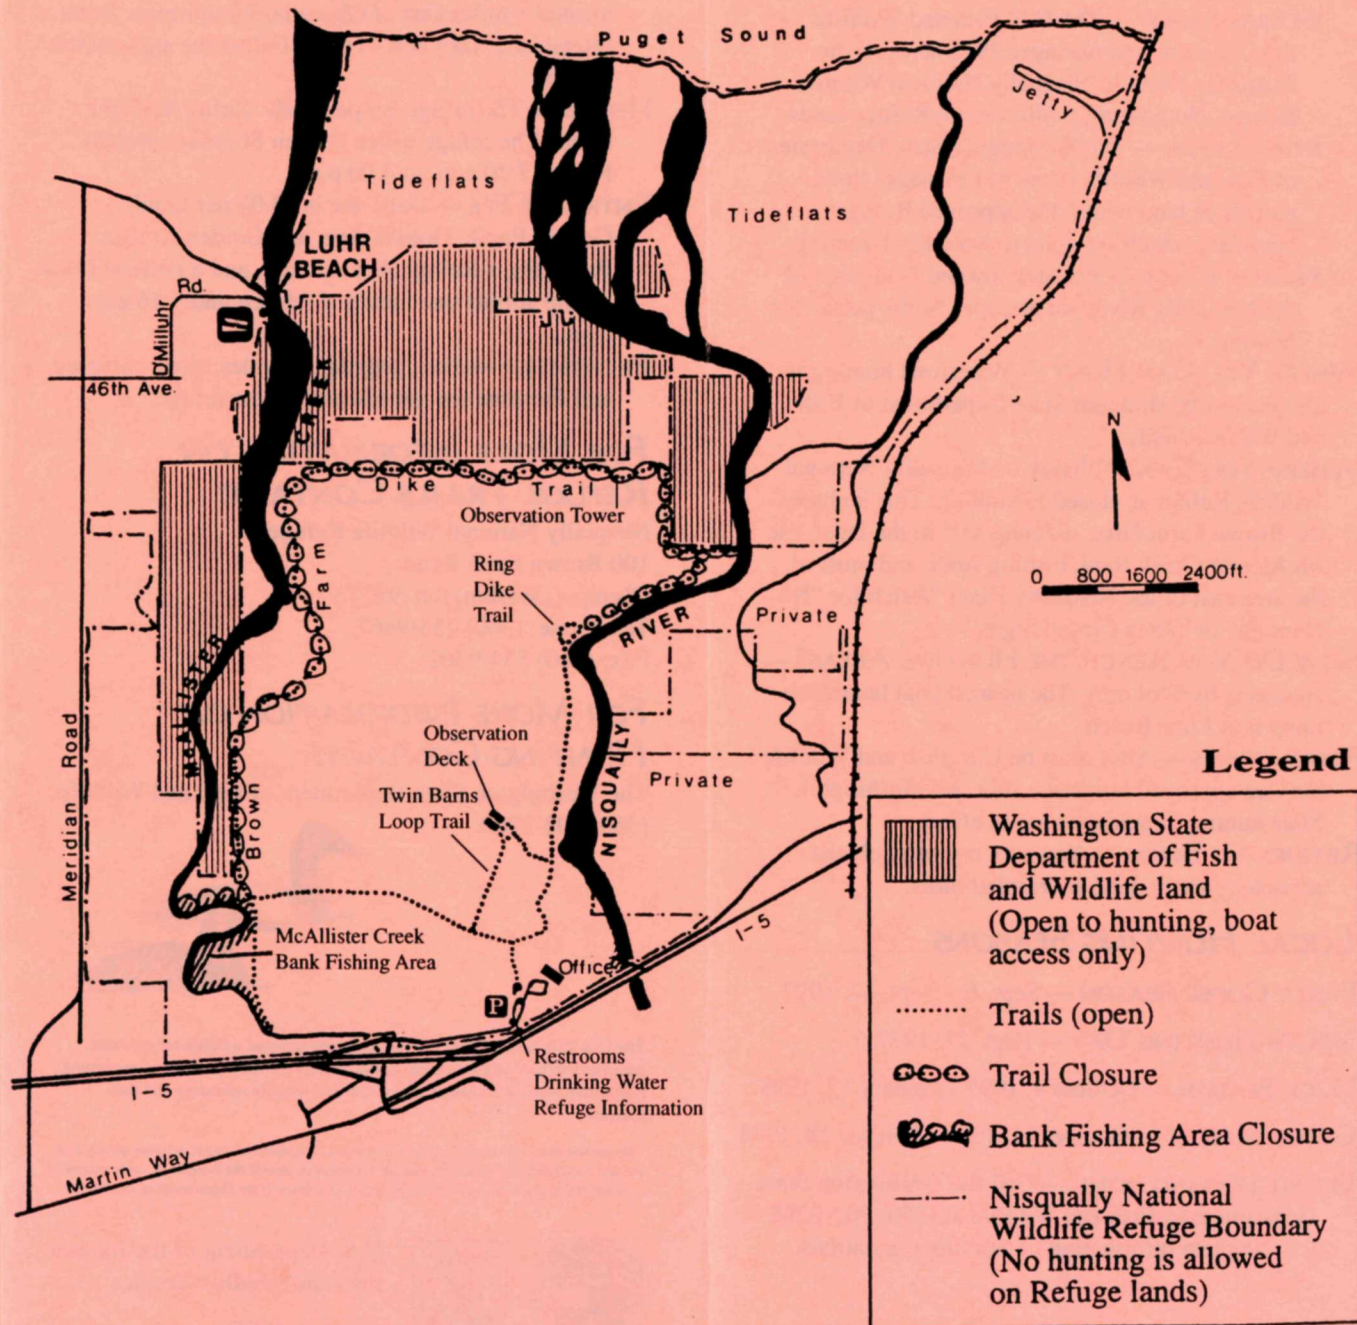 Puget Sound
Jetty
Tideflats
Tideflats
LUHR
BEACH
Rd.
D'Milluhr
46th Ave.
CREEK
McALLISTER
Dike Trail
Observation Tower
N
0 800 1600 2400ft.
Ring
Dike
Trail
Farm
RIVER
Private
NISQUALLY
Private
Meridian Road
Brown
Observation
Deck
Twin Barns
Loop Trail
McAllister Creek
Bank Fishing Area
Office
P
I-5
Restrooms
Drinking Water
Refuge Information
I-5
Martin Way
Legend
Washington State
Department of Fish
and Wildlife land
(Open to hunting, boat
access only)
Trails (open)
Trail Closure
Bank Fishing Area Closure
Nisqually National
Wildlife Refuge Boundary
(No hunting is allowed
on Refuge lands)